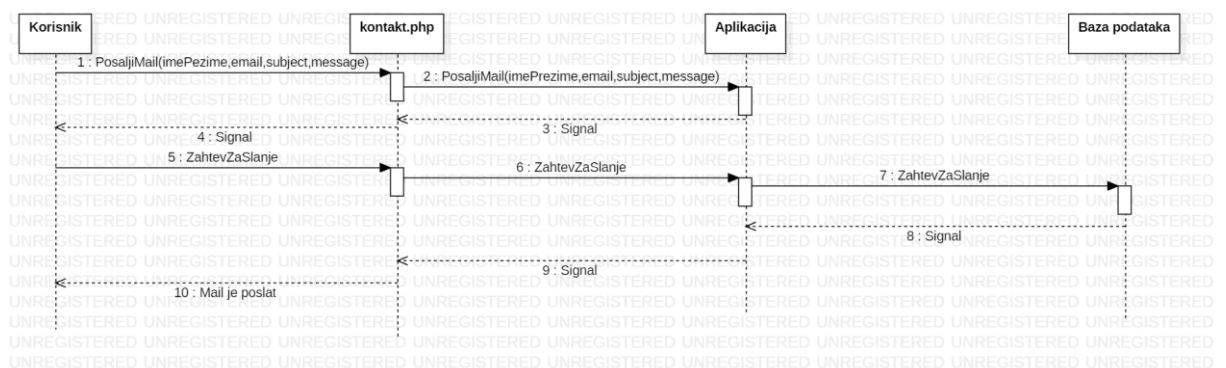 Korisnik
kontakt.php
Aplikacija
Baza podataka
1 : PosaljiMail(imePezime,email,subject,message)
2 : PosaljiMail(imePrezime,email,subject,message)
3 : Signal
4 : Signal
5 : ZahtevZaSlanje
6 : ZahtevZaSlanje
7 : ZahtevZaSlanje
8 : Signal
9 : Signal
10 : Mail je poslat
UNREGISTERED